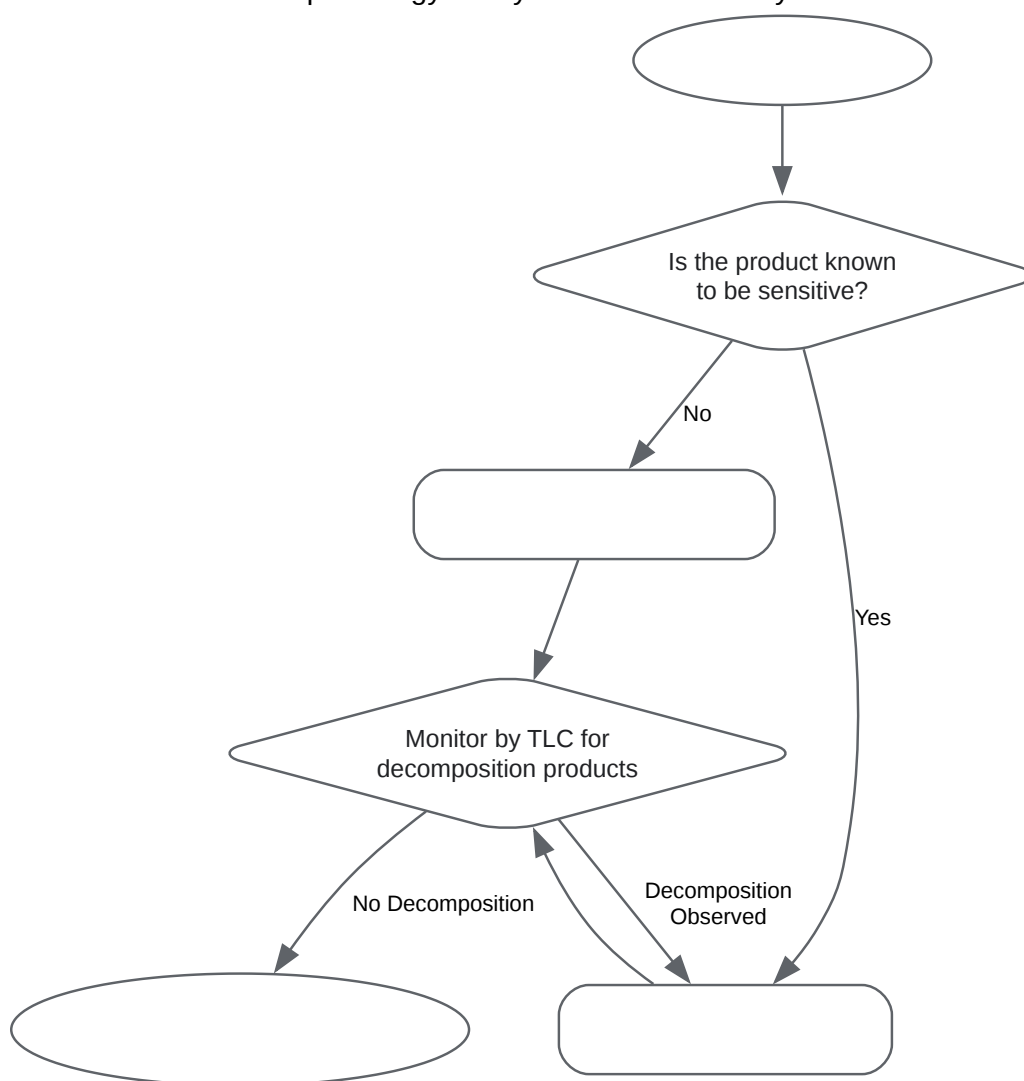 Is the product known
to be sensitive?
No
Yes
Monitor by TLC for
decomposition products
No Decomposition
Decomposition
Observed